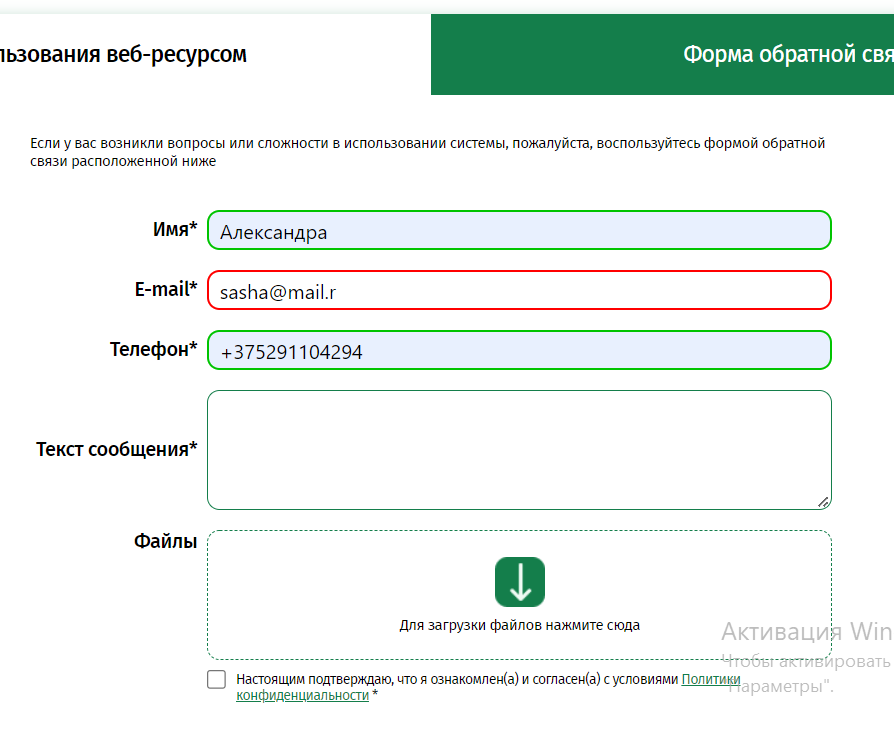 льзования веб-ресурсом
Форма обратной свя
Если у вас возникли вопросы или сложности в использовании системы, пожалуйста, воспользуйтесь формой обратной
связи расположенной ниже
Имя* Александра
E-mail* sasha@mail.r
Телефон* +375291104294
Текст сообщения*
Файлы
Для загрузки файлов нажмите сюда
Активация Win
Чтобы активировать
"Параметры".
Настоящим подтверждаю, что я ознакомлен(а) и согласен(а) с условиями Политики
конфиденциальности *